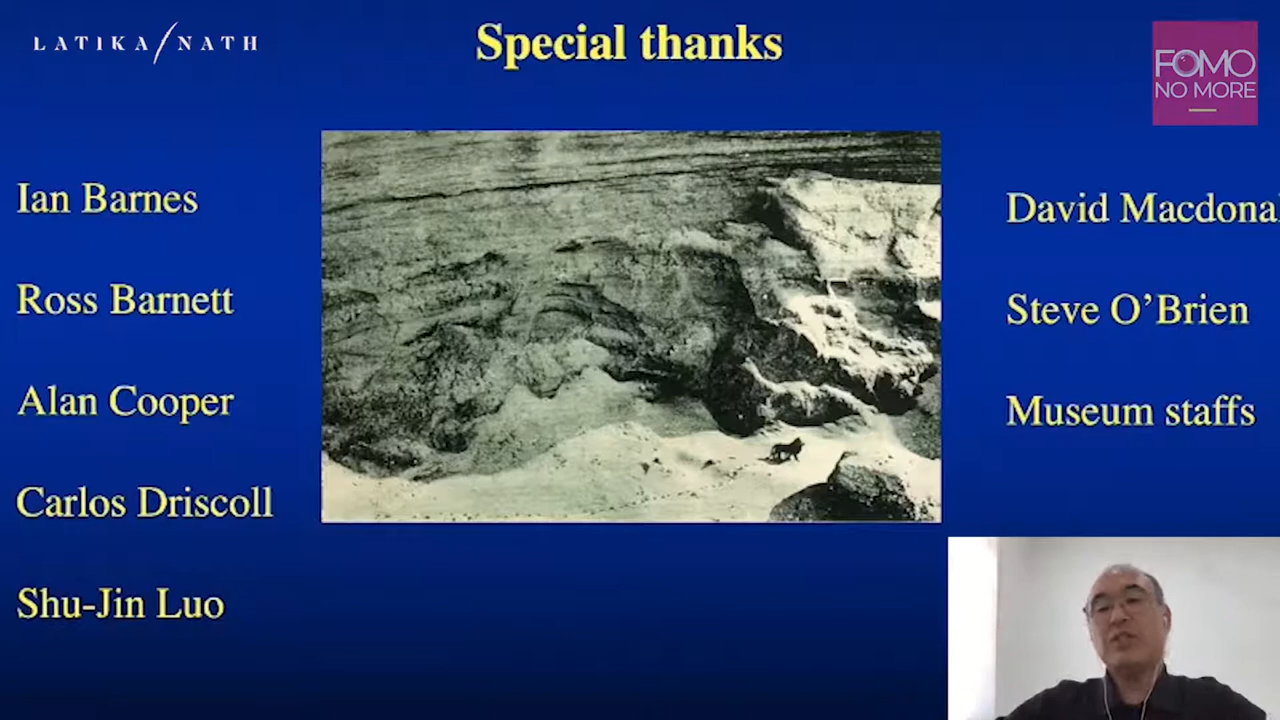 LATIKA/NATH
Special thanks
FOMO
NO MORE
Ian Barnes
Ross Barnett
Alan Cooper
Carlos Driscoll
Shu-Jin Luo
David Macdona
Steve O’Brien
Museum staffs